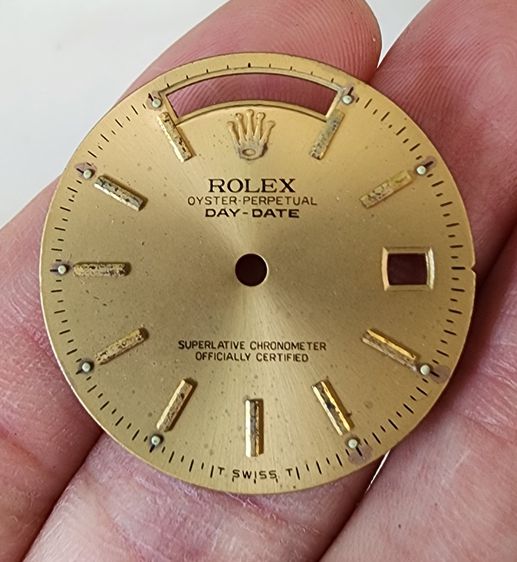 ROLEX
OYSTER-PERPETUAL
DAY-DATE
SUPERLATIVE CHRONOMETER
OFFICIALLY CERTIFIED
T SWISS T